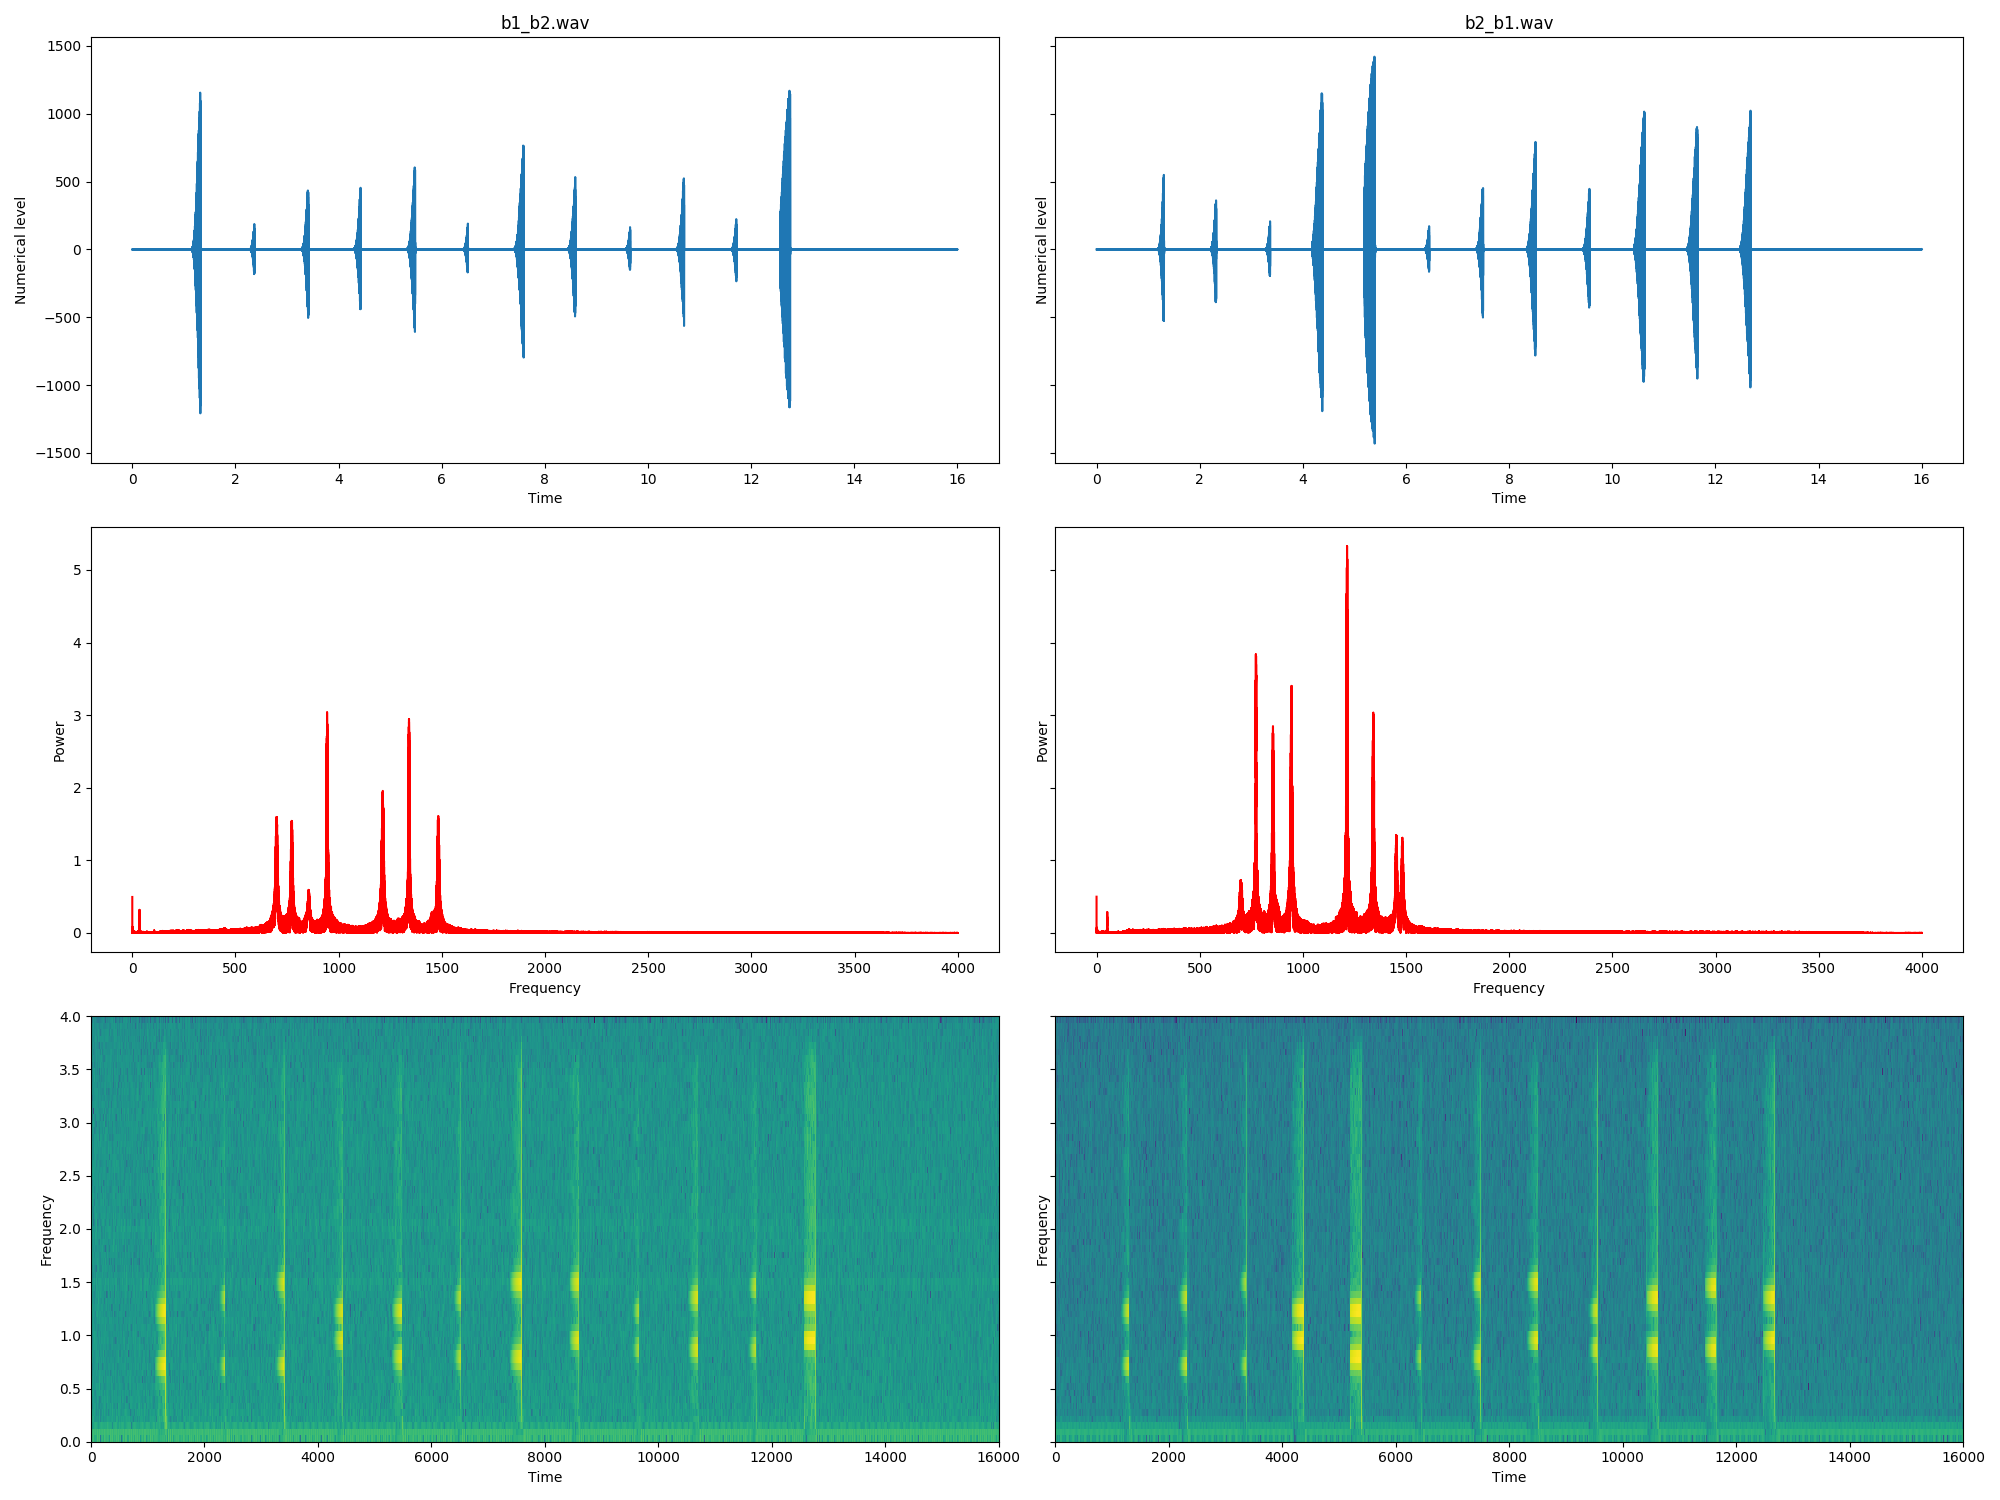 b1_b2.wav
b2_b1.wav
1500
1000
500
0
−500
−1000
−1500
Numerical level
Numerical level
0 2 4 6 8 10 12 14 16
0 2 4 6 8 10 12 14 16
Time
Time
5
4
3
2
1
0
Power
Power
0 500 1000 1500 2000 2500 3000 3500 4000
0 500 1000 1500 2000 2500 3000 3500 4000
Frequency
Frequency
4.0
3.5
3.0
2.5
2.0
1.5
1.0
0.5
0.0
Frequency
Frequency
0 2000 4000 6000 8000 10000 12000 14000 16000
0 2000 4000 6000 8000 10000 12000 14000 16000
Time
Time